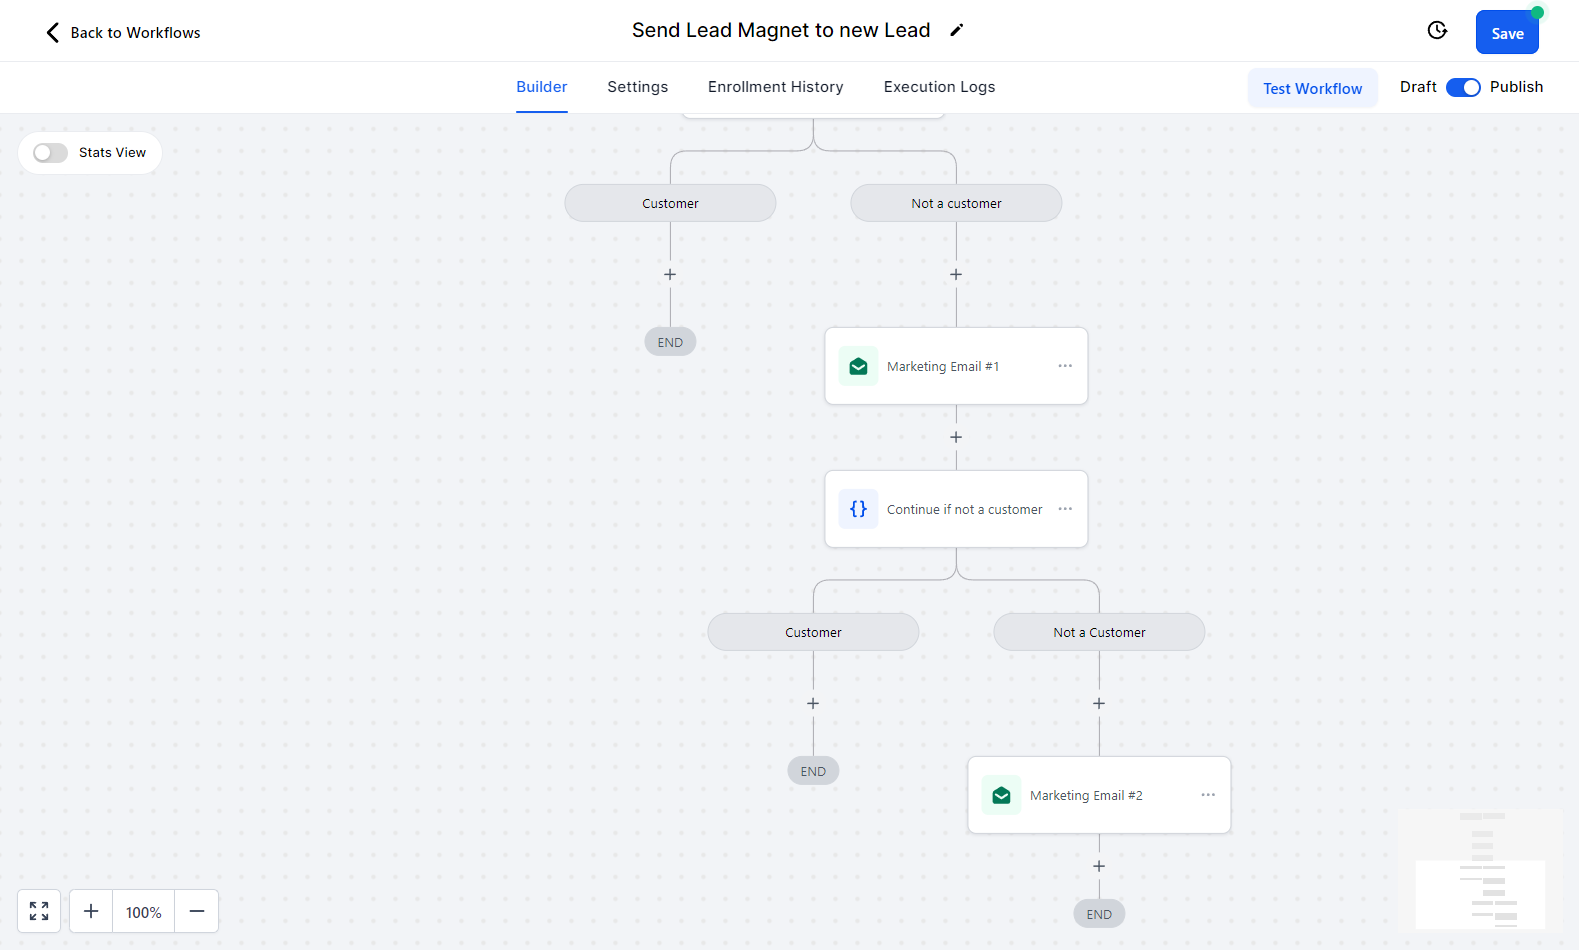 Back to Workflows
Send Lead Magnet to new Lead
Save
Builder
Settings
Enrollment History
Execution Logs
Test Workflow
Draft
Publish
Stats View
Customer
Not a customer
END
Marketing Email #1
Continue if not a customer
Customer
Not a Customer
END
Marketing Email #2
END
100%